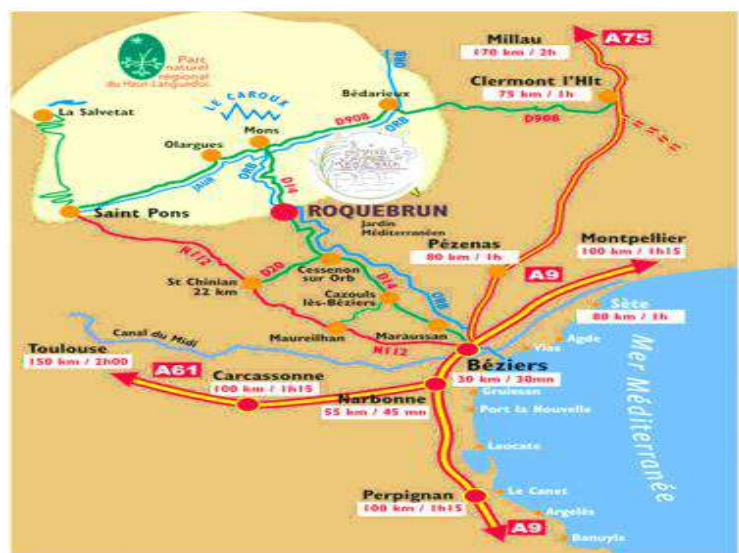 Millau
170 km / 2h
A75
Clermont l'Hlt
75 km / 1h
D908
Parc
naturel
régional
du Haut-Languedoc
ORB
La Salvetat
LE CAROUX
Bédarieux
Mons
D908
ORB
Olargues
JAUR
ORB
D14
Saint Pons
ROQUEBRUN
Jardin
Méditerranéen
N112
D20
Cessenon
sur Orb
St Chinian
22 km
Pézenas
80 km / 1h
Montpellier
100 km / 1h15
A9
Cazouls
lès-Béziers
D14
ORB
Sète
80 km / 1h
Agde
Vias
Maureilhan
Maraussan
Canal du Midi
N112
Toulouse
150 km / 2h00
A61
Carcassonne
100 km / 1h15
Béziers
30 km / 30mn
Narbonne
55 km / 45 mn
Gruissan
Port la Nouvelle
Leocate
Mer Méditerranée
Perpignan
100 km / 1h15
Le Canet
A9
Argelès
Banuyls